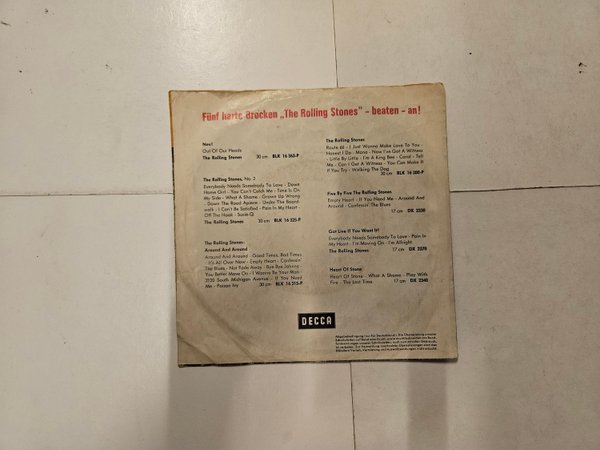 Fünf harte Brocken „The Rolling Stones" - beaten - an!
Neu!
Out Of Our Heads
The Rolling Stones 30 cm BLK 16 363-P
The Rolling Stones, No. 2
Everybody Needs Somebody To Love - Down
Home Girl - You Can't Catch Me - Time Is On
My Side - What A Shame - Grown Up Wrong
- Down The Road Apiece - Under The Board-
walk - I Can't Be Satisfied - Pain In My Heart -
Off The Hook - Susie-Q
The Rolling Stones 30 cm BLK 16 325-P
The Rolling Stones:
Around And Around
Around And Around - Good Times, Bad Times
- It's All Over Now - Empty Heart - Confessin'
The Blues - Not Fade Away - Bye Bye Johnny
You Better Move On - I Wanna Be Your Man -
2120 South Michigan Avenue - If You Need
Me - Poison Ivy 30 cm BLK 16 315-P
The Rolling Stones
Route 66 - I Just Wanna Make Love To You -
Honest I Do - Mona - Now I've Got A Witness
- Little By Little - I'm A King Bee - Carol - Tell
Me - Can I Get A Witness - You Can Make It
If You Try - Walking The Dog
30 cm BLK 16 300-P
Five By Five The Rolling Stones
Empty Heart - If You Need Me - Around And
Around - Confessin' The Blues
17 cm DX 2350
Got Live If You Want It!
Everybody Needs Somebody To Love - Pain In
My Heart - I'm Moving On - I'm Alright
The Rolling Stones 17 cm DX 2378
Heart Of Stone
Heart Of Stone - What A Shame - Play With
Fire - The Last Time 17 cm DX 2340
DECCA